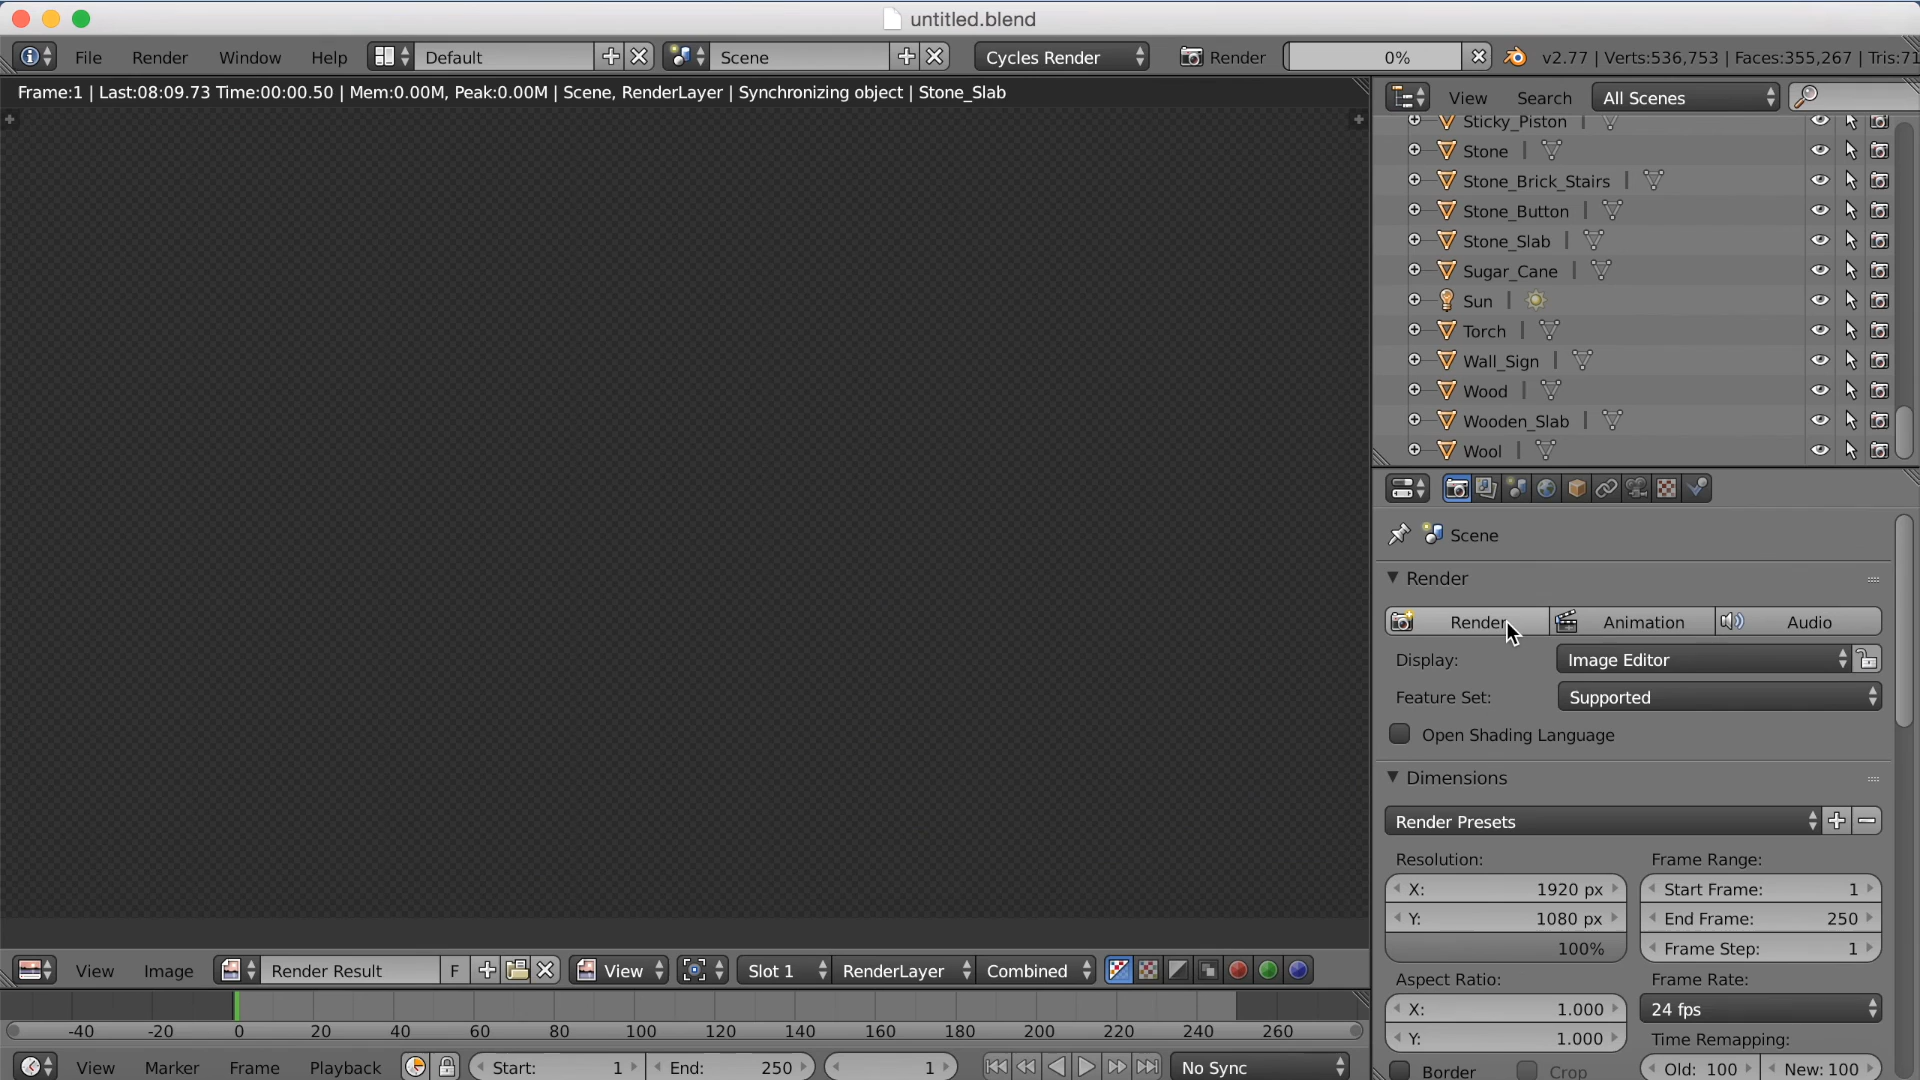 untitled.blend
File Render Window Help Default Scene Cycles Render Render 0% v2.77 | Verts:536,753 | Faces:355,267 | Tris:71
Frame:1 | Last:08:09.73 Time:00:00.50 | Mem:0.00M, Peak:0.00M | Scene, RenderLayer | Synchronizing object | Stone_Slab
View Search All Scenes
Sticky_Piston
Stone
Stone_Brick_Stairs
Stone_Button
Stone_Slab
Sugar_Cane
Sun
Torch
Wall_Sign
Wood
Wooden_Slab
Wool
Scene
Render
Render Animation Audio
Display: Image Editor
Feature Set: Supported
Open Shading Language
Dimensions
Render Presets
Resolution: Frame Range:
X: 1920 px Start Frame: 1
Y: 1080 px End Frame: 250
100% Frame Step: 1
Aspect Ratio: Frame Rate:
X: 1.000 24 fps
Y: 1.000 Time Remapping:
Border Crop Old: 100 New: 100
View Image Render Result F View Slot 1 RenderLayer Combined
-40 -20 0 20 40 60 80 100 120 140 160 180 200 220 240 260
View Marker Frame Playback Start: 1 End: 250 1 No Sync